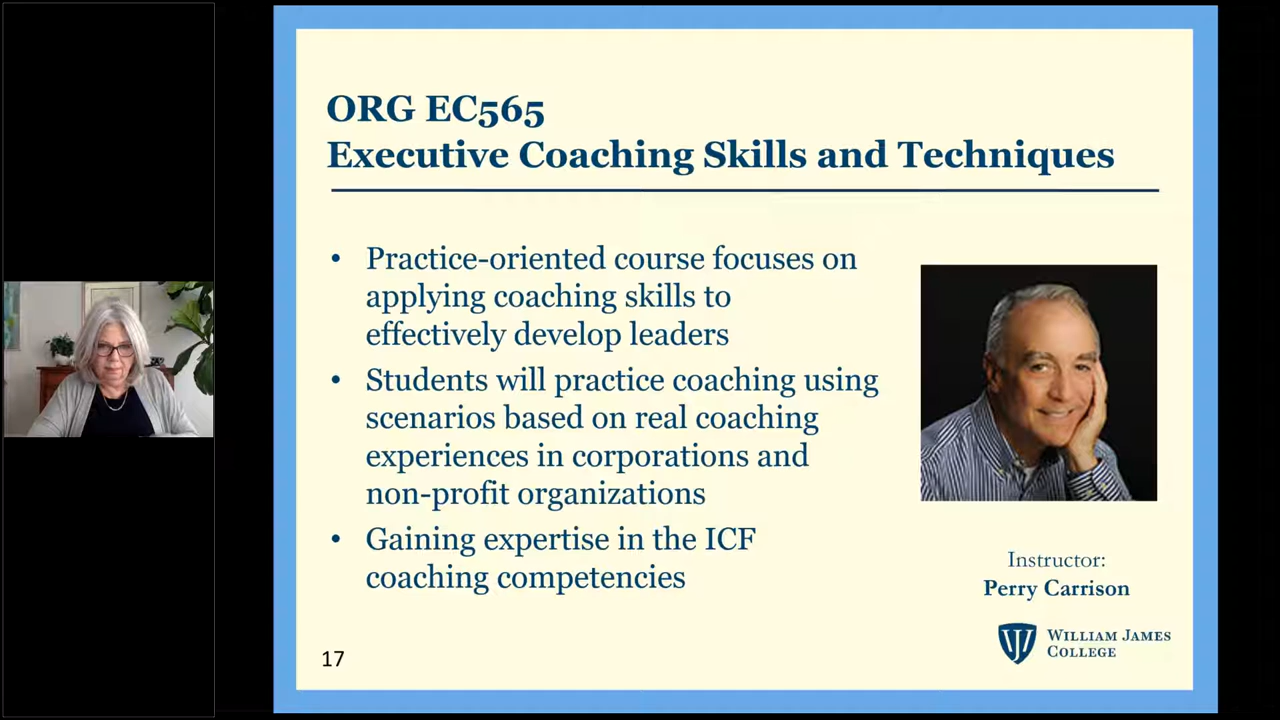 ORG EC565
Executive Coaching Skills and Techniques
• Practice-oriented course focuses on
applying coaching skills to
effectively develop leaders
• Students will practice coaching using
scenarios based on real coaching
experiences in corporations and
non-profit organizations
• Gaining expertise in the ICF
coaching competencies
Instructor:
Perry Carrison
WILLIAM JAMES
COLLEGE
17